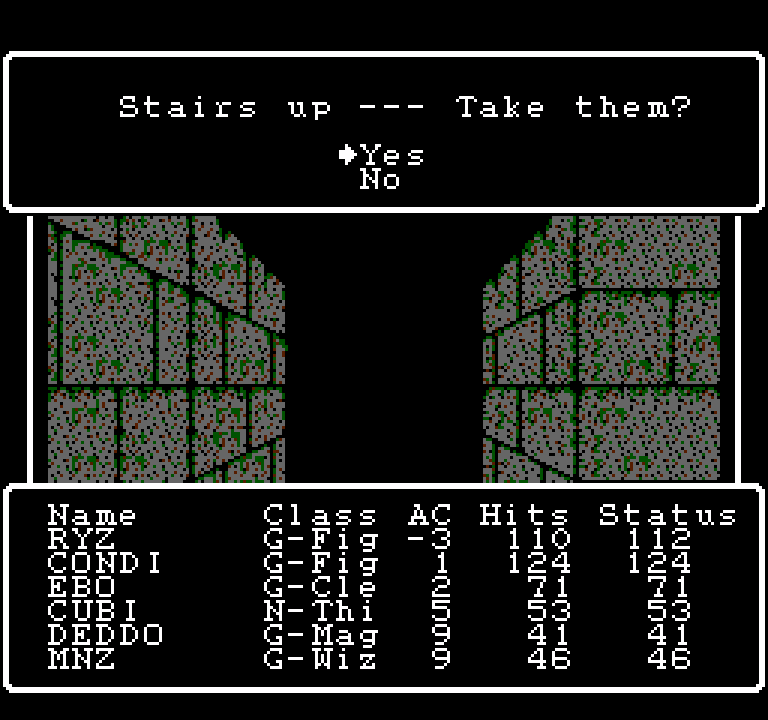 Stairs up --- Take them?
Yes
No
Name Class AC Hits Status
RYZ G-Fig -3 110 112
CONDI G-Fig 1 124 124
EBO G-Cle 2 71 71
CUBI N-Thi 5 53 53
DEDDO G-Mag 9 41 41
MNZ G-Wiz 9 46 46